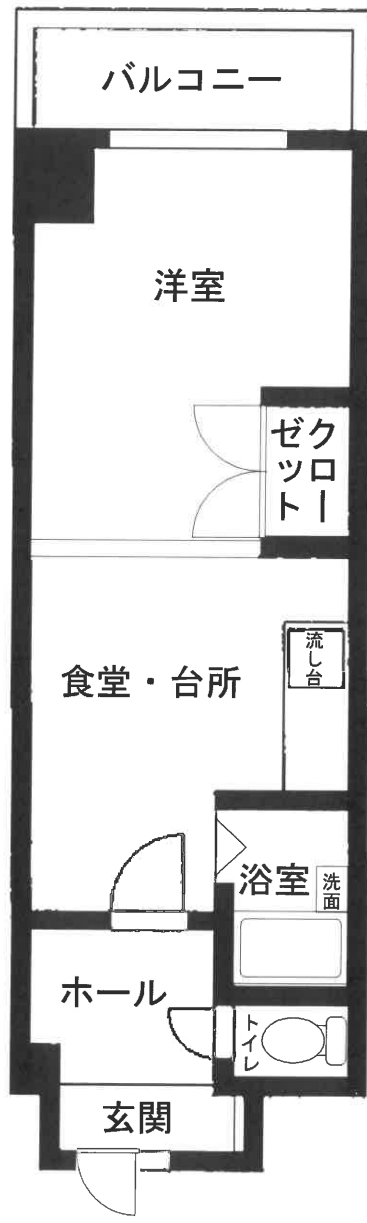 バルコニー
洋室
クロー
ゼット
流し台
食堂・台所
浴室
洗面
ホール
トイレ
玄関